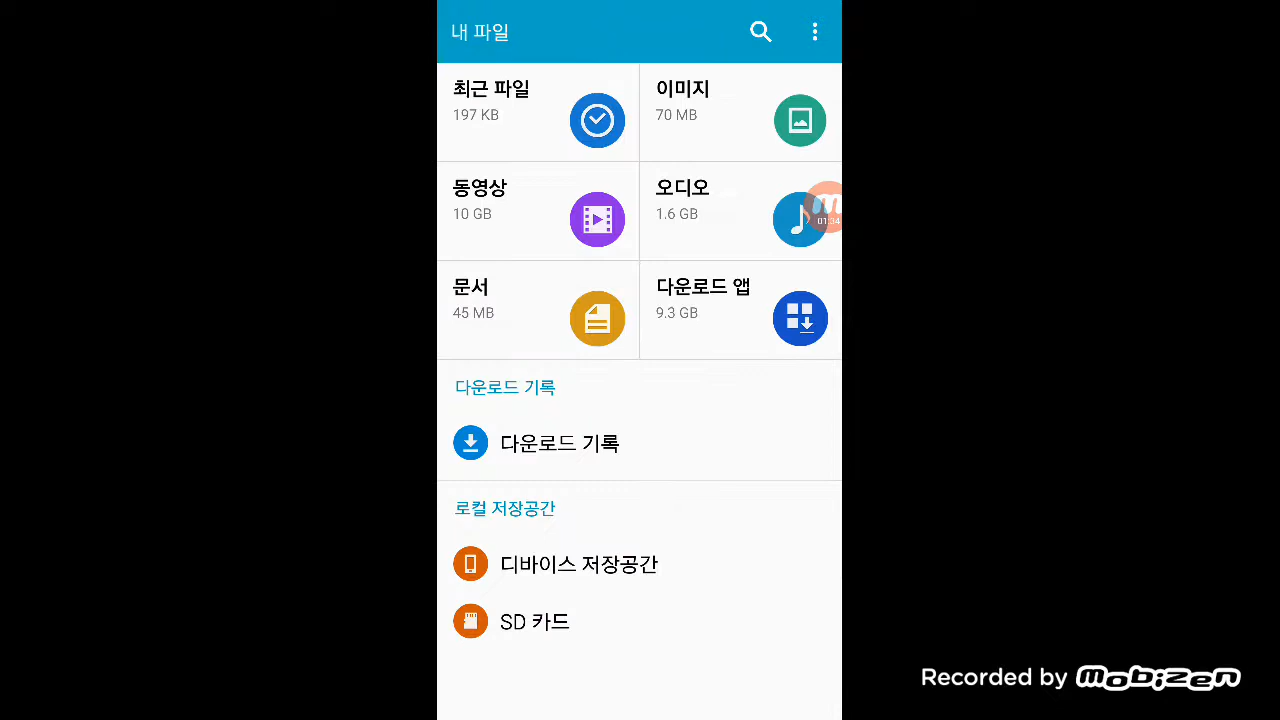 내 파일
최근 파일
197 KB
이미지
70 MB
동영상
10 GB
오디오
1.6 GB
01:34
문서
45 MB
다운로드 앱
9.3 GB
다운로드 기록
다운로드 기록
로컬 저장공간
디바이스 저장공간
SD 카드
Recorded by mobizen